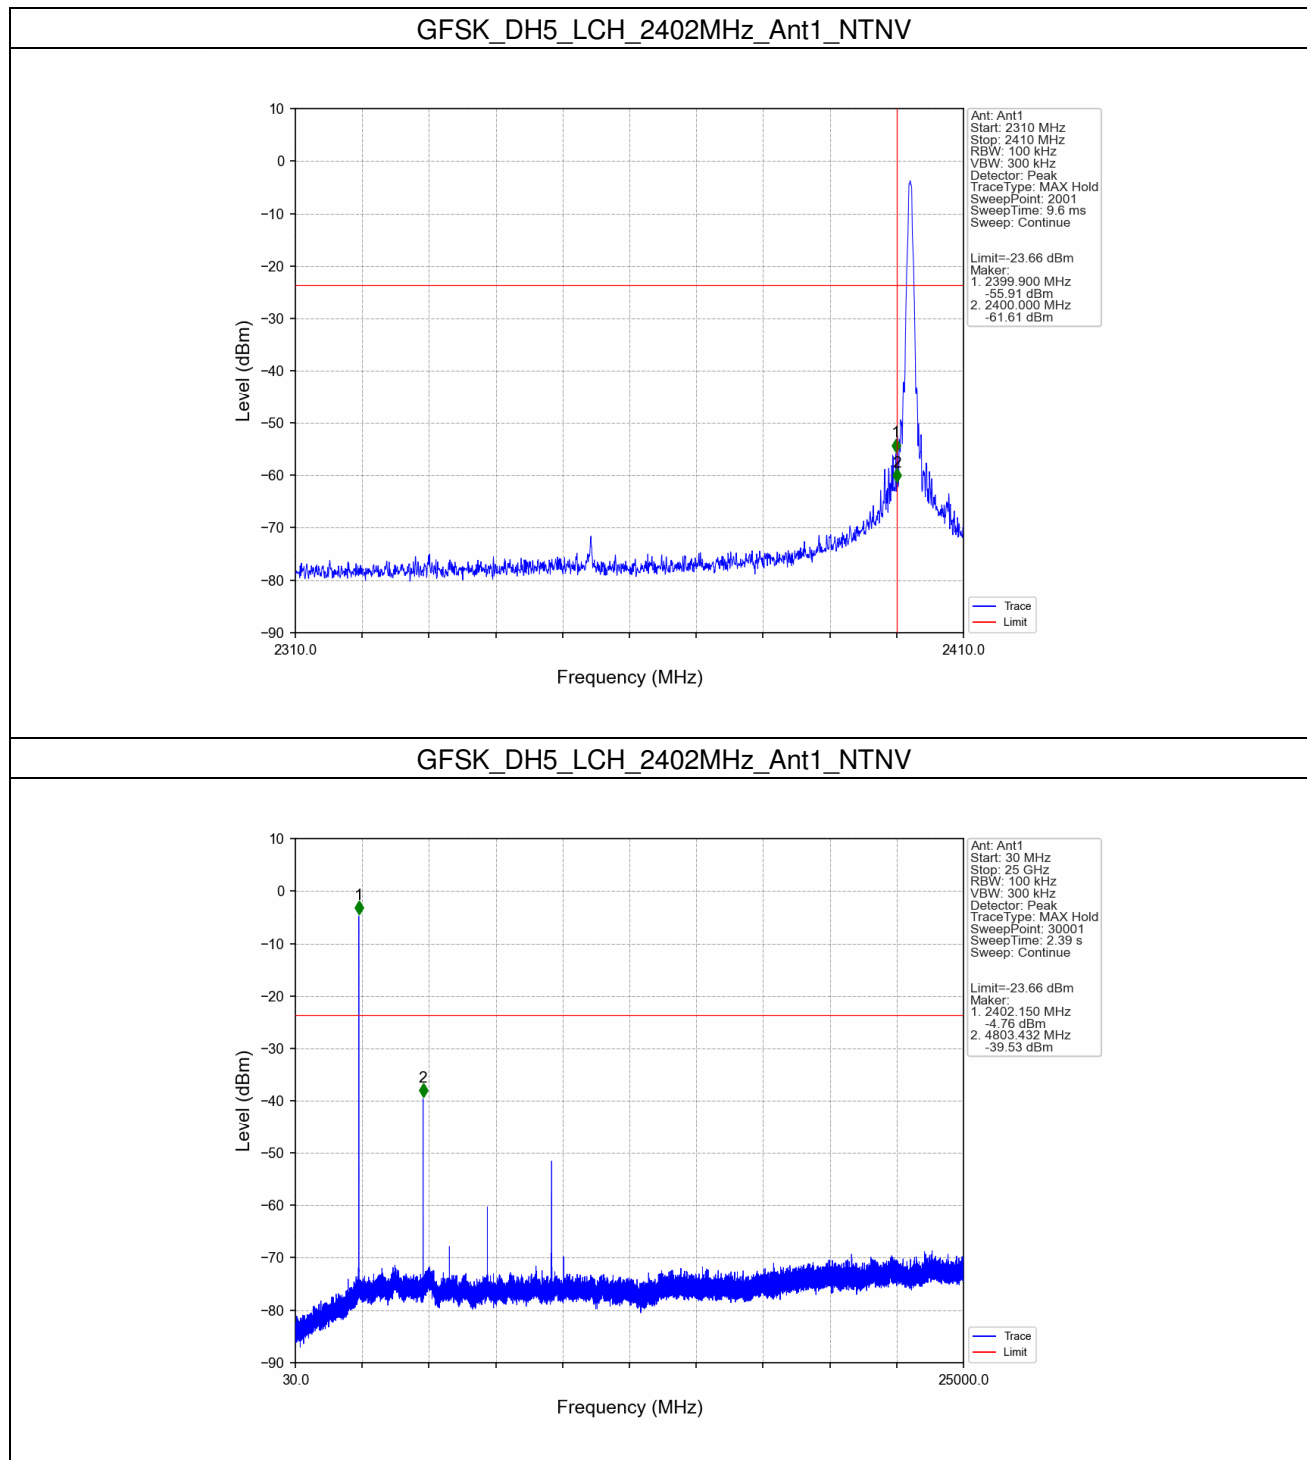 GFSK_DH5_LCH_2402MHz_Ant1_NTNV
10
0
−10
−20
−30
−40
−50
−60
−70
−80
−90
Level (dBm)
2310.0
2410.0
Frequency (MHz)
1
2
Ant: Ant1
Start: 2310 MHz
Stop: 2410 MHz
RBW: 100 kHz
VBW: 300 kHz
Detector: Peak
TraceType: MAX Hold
SweepPoint: 2001
SweepTime: 9.6 ms
Sweep: Continue
Limit=-23.66 dBm
Maker:
1. 2399.900 MHz
-55.91 dBm
2. 2400.000 MHz
-61.61 dBm
Trace
Limit
GFSK_DH5_LCH_2402MHz_Ant1_NTNV
10
0
−10
−20
−30
−40
−50
−60
−70
−80
−90
Level (dBm)
30.0
25000.0
Frequency (MHz)
1
2
Ant: Ant1
Start: 30 MHz
Stop: 25 GHz
RBW: 100 kHz
VBW: 300 kHz
Detector: Peak
TraceType: MAX Hold
SweepPoint: 30001
SweepTime: 2.39 s
Sweep: Continue
Limit=-23.66 dBm
Maker:
1. 2402.150 MHz
-4.76 dBm
2. 4803.432 MHz
-39.53 dBm
Trace
Limit